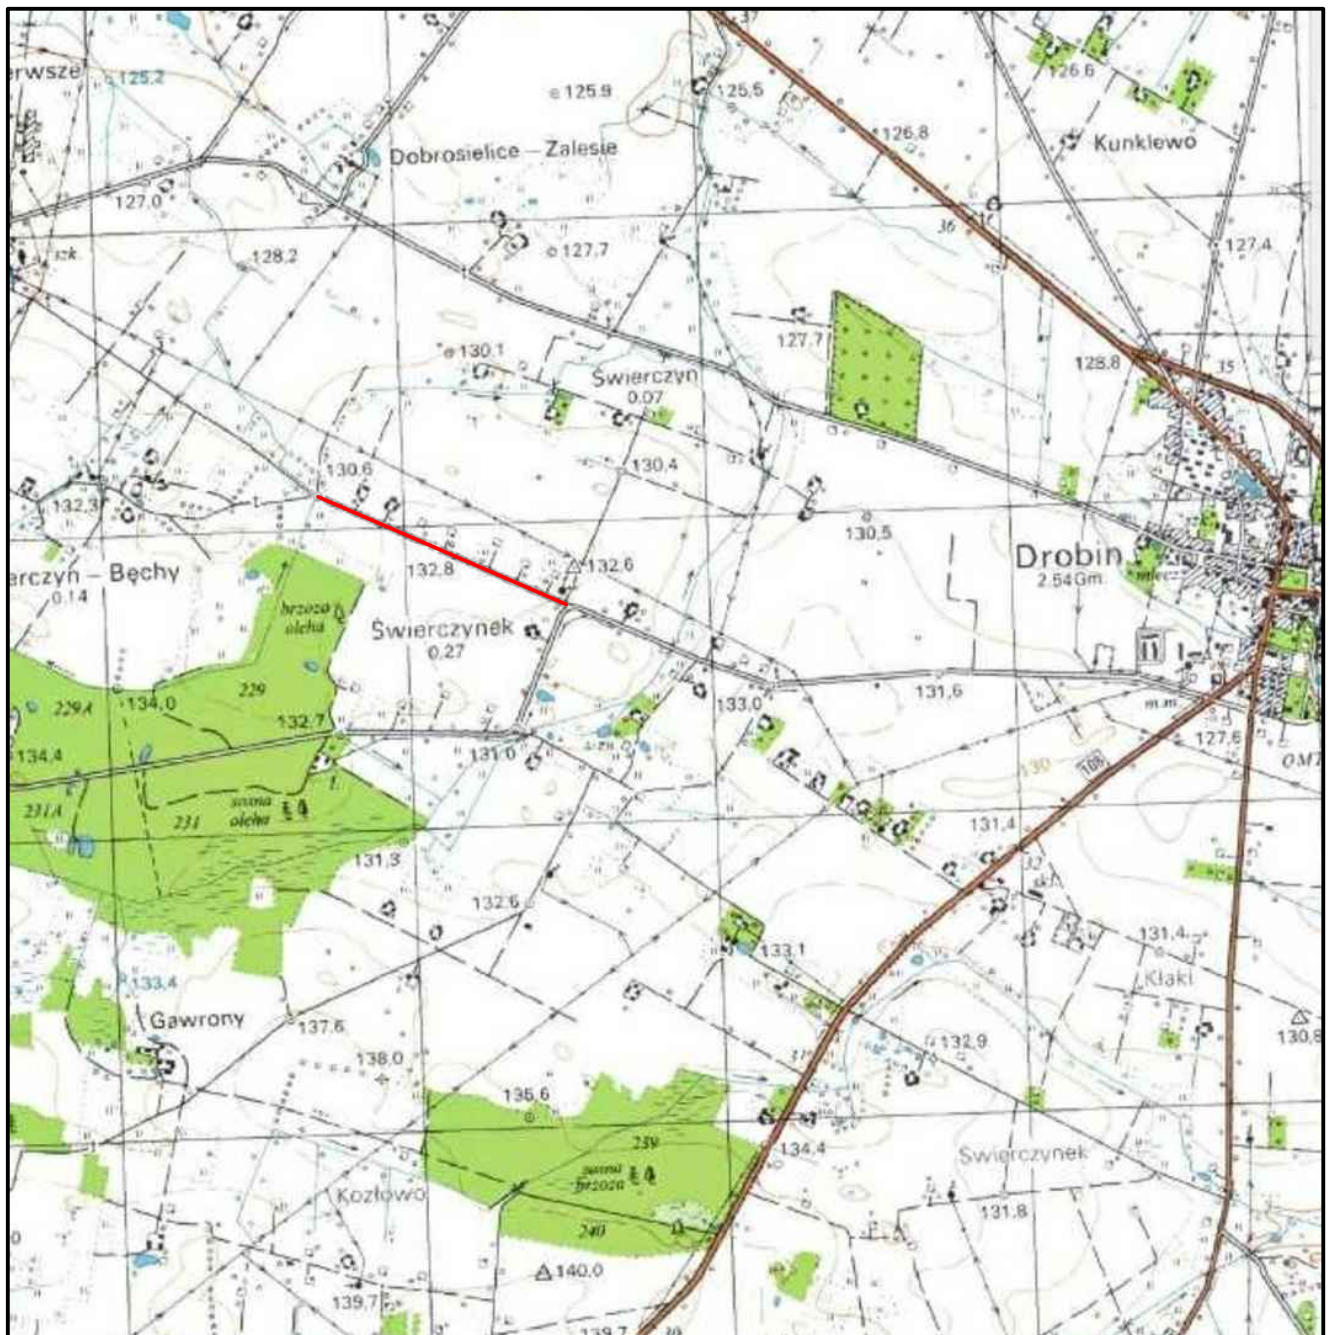 37
erwsze
125.2
125.9
125,5
126.6
126.8
Kunklewo
Dobrosielice – Zalesie
127.0
36
szk.
128.2
127.7
127.4
130.1
127.7
128.8
35
Świerczyn
0.07
130.6
130.4
132.3
130.5
Drobin
2.54Gm.
mlecz.
erczyn – Bęchy
0.14
132.8
132.6
brzoza
olcha
Świerczynek
0.27
229
229A
134.0
132.7
133.0
131.6
m.m
134.4
131.0
127.6
OMT
130
108
231A
231
sosna
olcha
131.4
131.3
32
skł.
132.6
133.1
131.4
Kłaki
133.4
Gawrony
137.6
132.9
130.8
138.0
31
135.6
239
134.4
Świerczynek
sosna
brzoza
Kozłowo
131.8
240
140.0
139.7
139.7
30